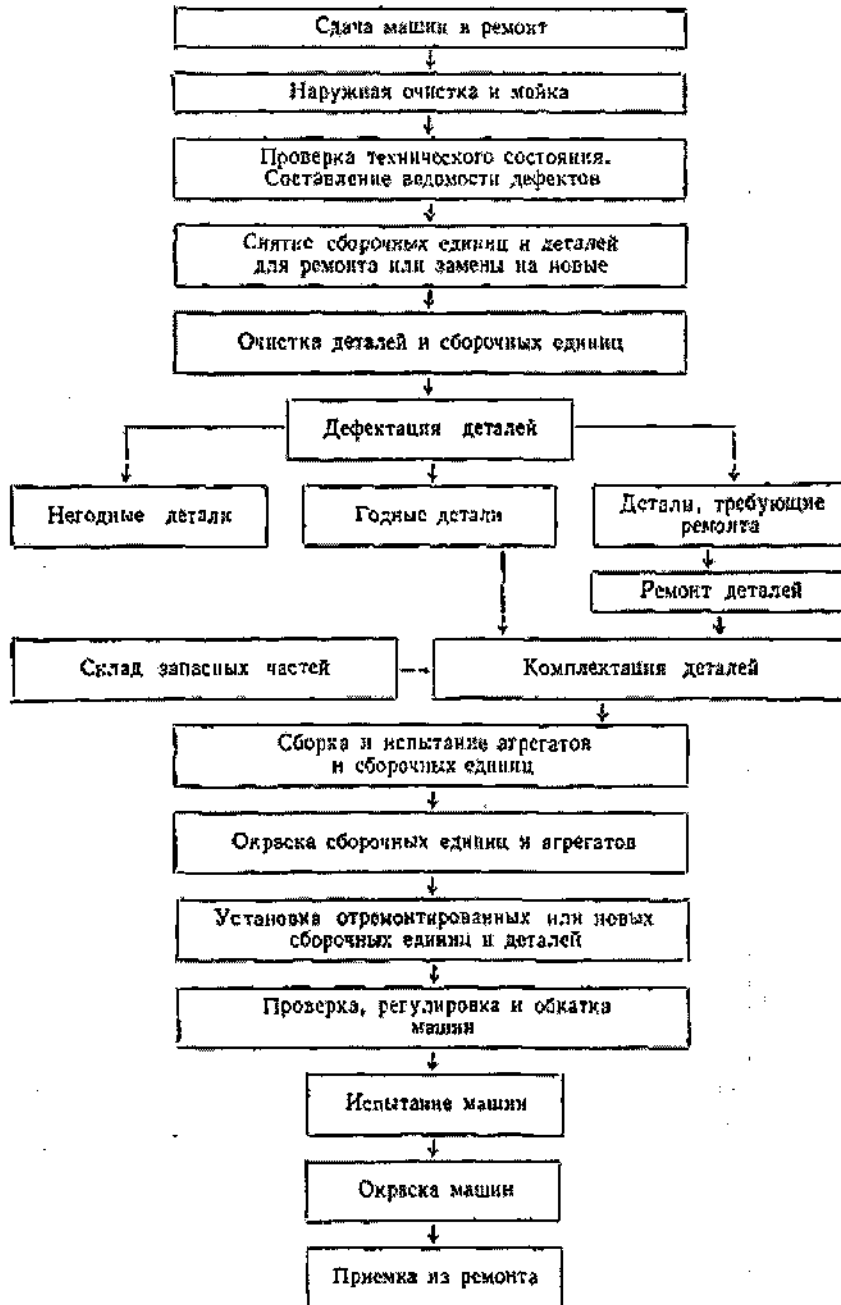 Сдача машин в ремонт
Наружная очистка и мойка
Проверка технического состояния.
Составление ведомости дефектов
Снятие сборочных единиц и деталей
для ремонта или замены на новые
Очистка деталей и сборочных единиц
Дефектация деталей
Негодные детали
Годные детали
Детали, требующие
ремонта
Ремонт деталей
Склад запасных частей
Комплектация деталей
Сборка и испытание агрегатов
и сборочных единиц
Окраска сборочных единиц и агрегатов
Установка отремонтированных или новых
сборочных единиц и деталей
Проверка, регулировка и обкатка
машин
Испытание машин
Окраска машин
Приемка из ремонта